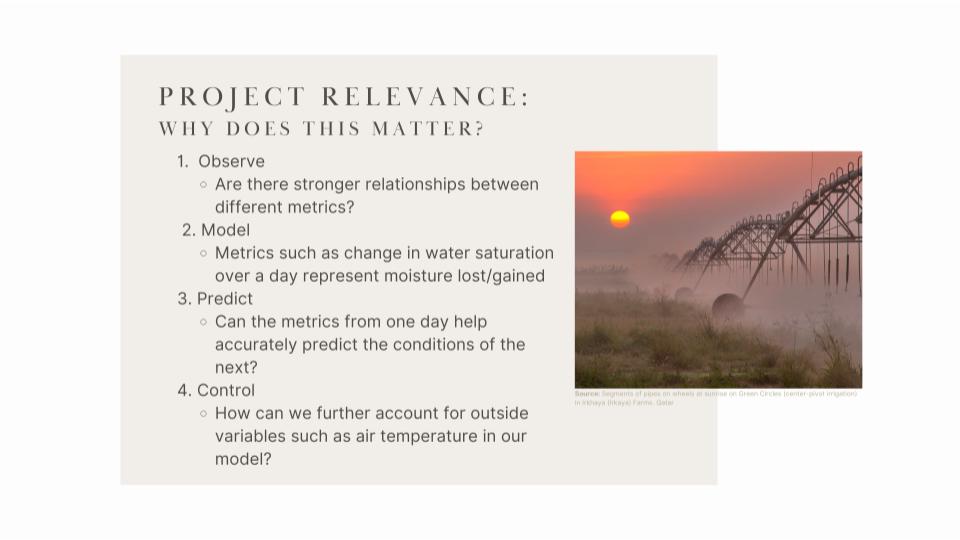 PROJECT RELEVANCE:
WHY DOES THIS MATTER?
1. Observe
○ Are there stronger relationships between
different metrics?
2. Model
○ Metrics such as change in water saturation
over a day represent moisture lost/gained
3. Predict
○ Can the metrics from one day help
accurately predict the conditions of the
next?
4. Control
○ How can we further account for outside
variables such as air temperature in our
model?
Source: Segments of pipes on wheels at sunrise on Green Circles (center-pivot irrigation)
in Irkhaya (Irkaya) Farms. Qatar